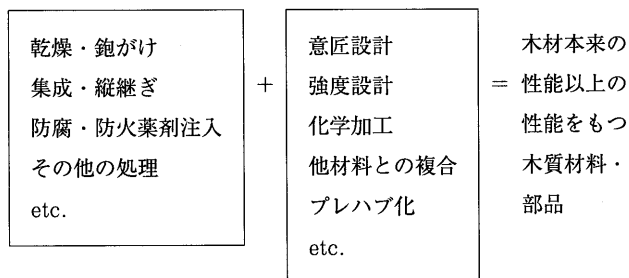 乾燥・鉋がけ
集成・縦継ぎ
防腐・防火薬剤注入
その他の処理
etc.
+
意匠設計
強度設計
化学加工
他材料との複合
プレハブ化
etc.
=
木材本来の
性能以上の
性能をもつ
木質材料・
部品